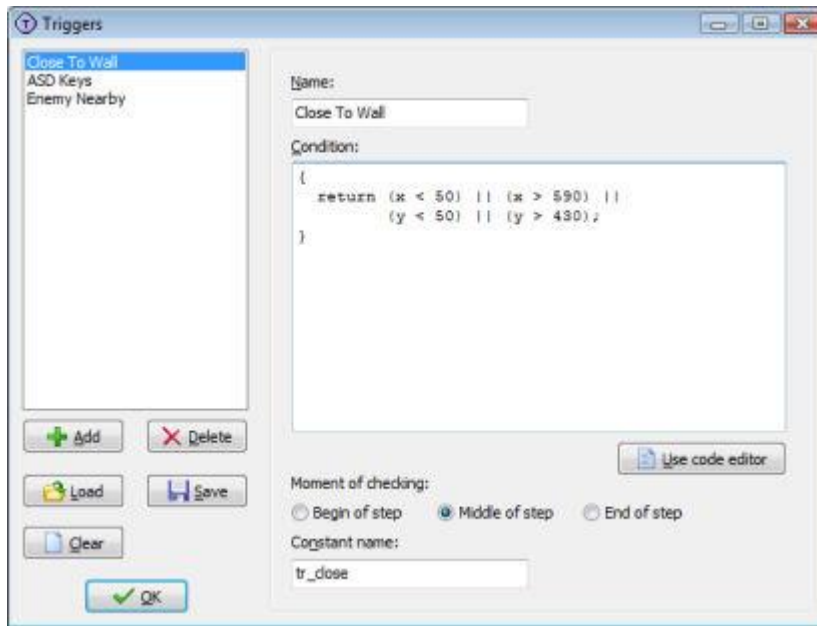 Triggers
Close To Wall
ASD Keys
Enemy Nearby
Add
Delete
Load
Save
Clear
OK
Name:
Close To Wall
Condition:
{
return (x < 50) || (x > 590) ||
(y < 50) || (y > 430);
}
Use code editor
Moment of checking:
Begin of step
Middle of step
End of step
Constant name:
tr_close